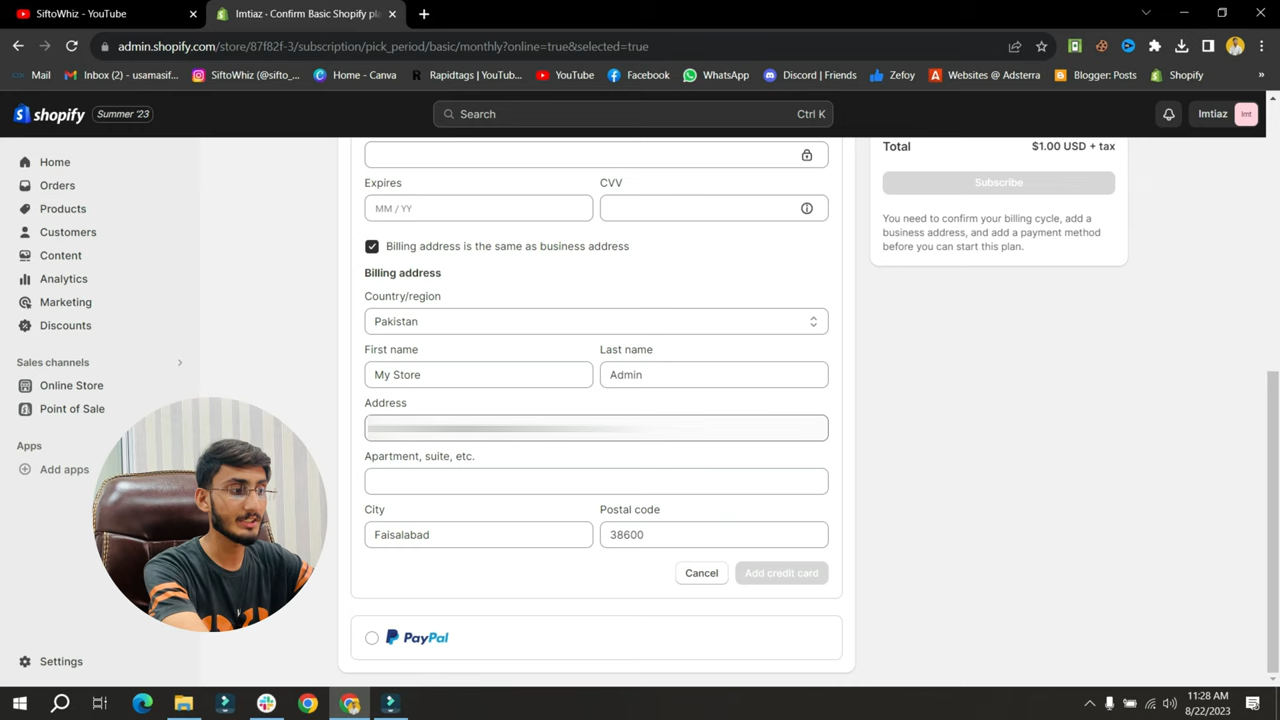 SiftoWhiz - YouTube
Imtiaz · Confirm Basic Shopify pl
admin.shopify.com/store/87f82f-3/subscription/pick_period/basic/monthly?online=true&selected=true
Mail
Inbox (2) - usamasif...
SiftoWhiz (@sifto_...
Home - Canva
Rapidtags | YouTub...
YouTube
Facebook
WhatsApp
Discord | Friends
Zefoy
Websites @ Adsterra
Blogger: Posts
Shopify
»
shopify
Summer '23
Search
Ctrl K
Imtiaz
Imt
Home
Orders
Products
Customers
Content
Analytics
Marketing
Discounts
Sales channels
Online Store
Point of Sale
Apps
Add apps
Settings
Expires
CVV
MM / YY
Billing address is the same as business address
Billing address
Country/region
Pakistan
First name
Last name
My Store
Admin
Address
Apartment, suite, etc.
City
Postal code
Faisalabad
38600
Cancel
Add credit card
PayPal
Total
$1.00 USD + tax
Subscribe
You need to confirm your billing cycle, add a
business address, and add a payment method
before you can start this plan.
11:28 AM
8/22/2023